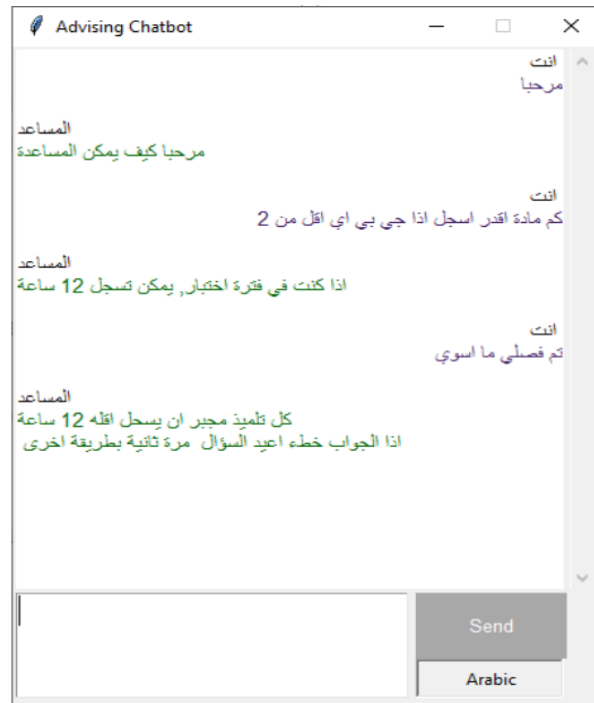 Advising Chatbot
انت
مرحبا
المساعد
مرحبا كيف يمكن المساعدة
انت
كم مادة اقدر اسجل اذا جي بي اي اقل من 2
المساعد
اذا كنت في فترة اختبار, يمكن تسجل 12 ساعة
انت
تم فصلي ما اسوي
المساعد
كل تلميذ مجبر ان يسحل اقله 12 ساعة
اذا الجواب خطء اعيد السؤال مرة ثانية بطريقة اخرى
Send
Arabic